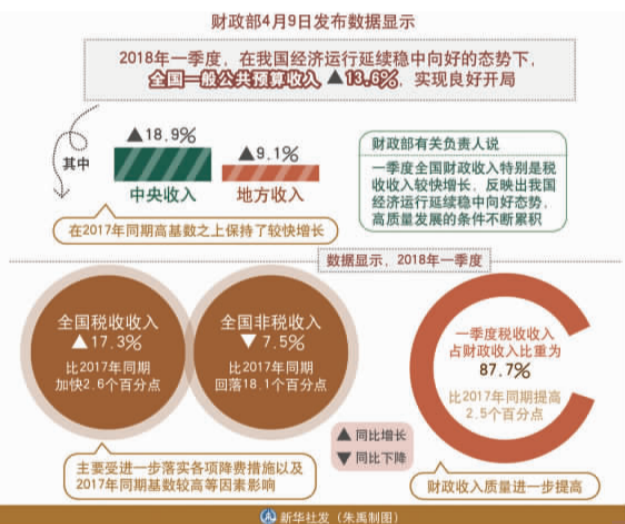 财政部4月9日发布数据显示
2018年一季度，在我国经济运行延续稳中向好的态势下，
全国一般公共预算收入 ▲13.6%，实现良好开局
其中
▲18.9%
中央收入
▲9.1%
地方收入
在2017年同期高基数之上保持了较快增长
财政部有关负责人说
一季度全国财政收入特别是税
收收入较快增长，反映出我国
经济运行延续稳中向好态势，
高质量发展的条件不断累积
数据显示，2018年一季度
全国税收收入
▲17.3%
比2017年同期
加快2.6个百分点
全国非税收入
▼7.5%
比2017年同期
回落18.1个百分点
主要受进一步落实各项降费措施以及
2017年同期基数较高等因素影响
▲ 同比增长
▼ 同比下降
一季度税收收入
占财政收入比重为
87.7%
比2017年同期提高
2.5个百分点
财政收入质量进一步提高
新华社发（朱禹制图）